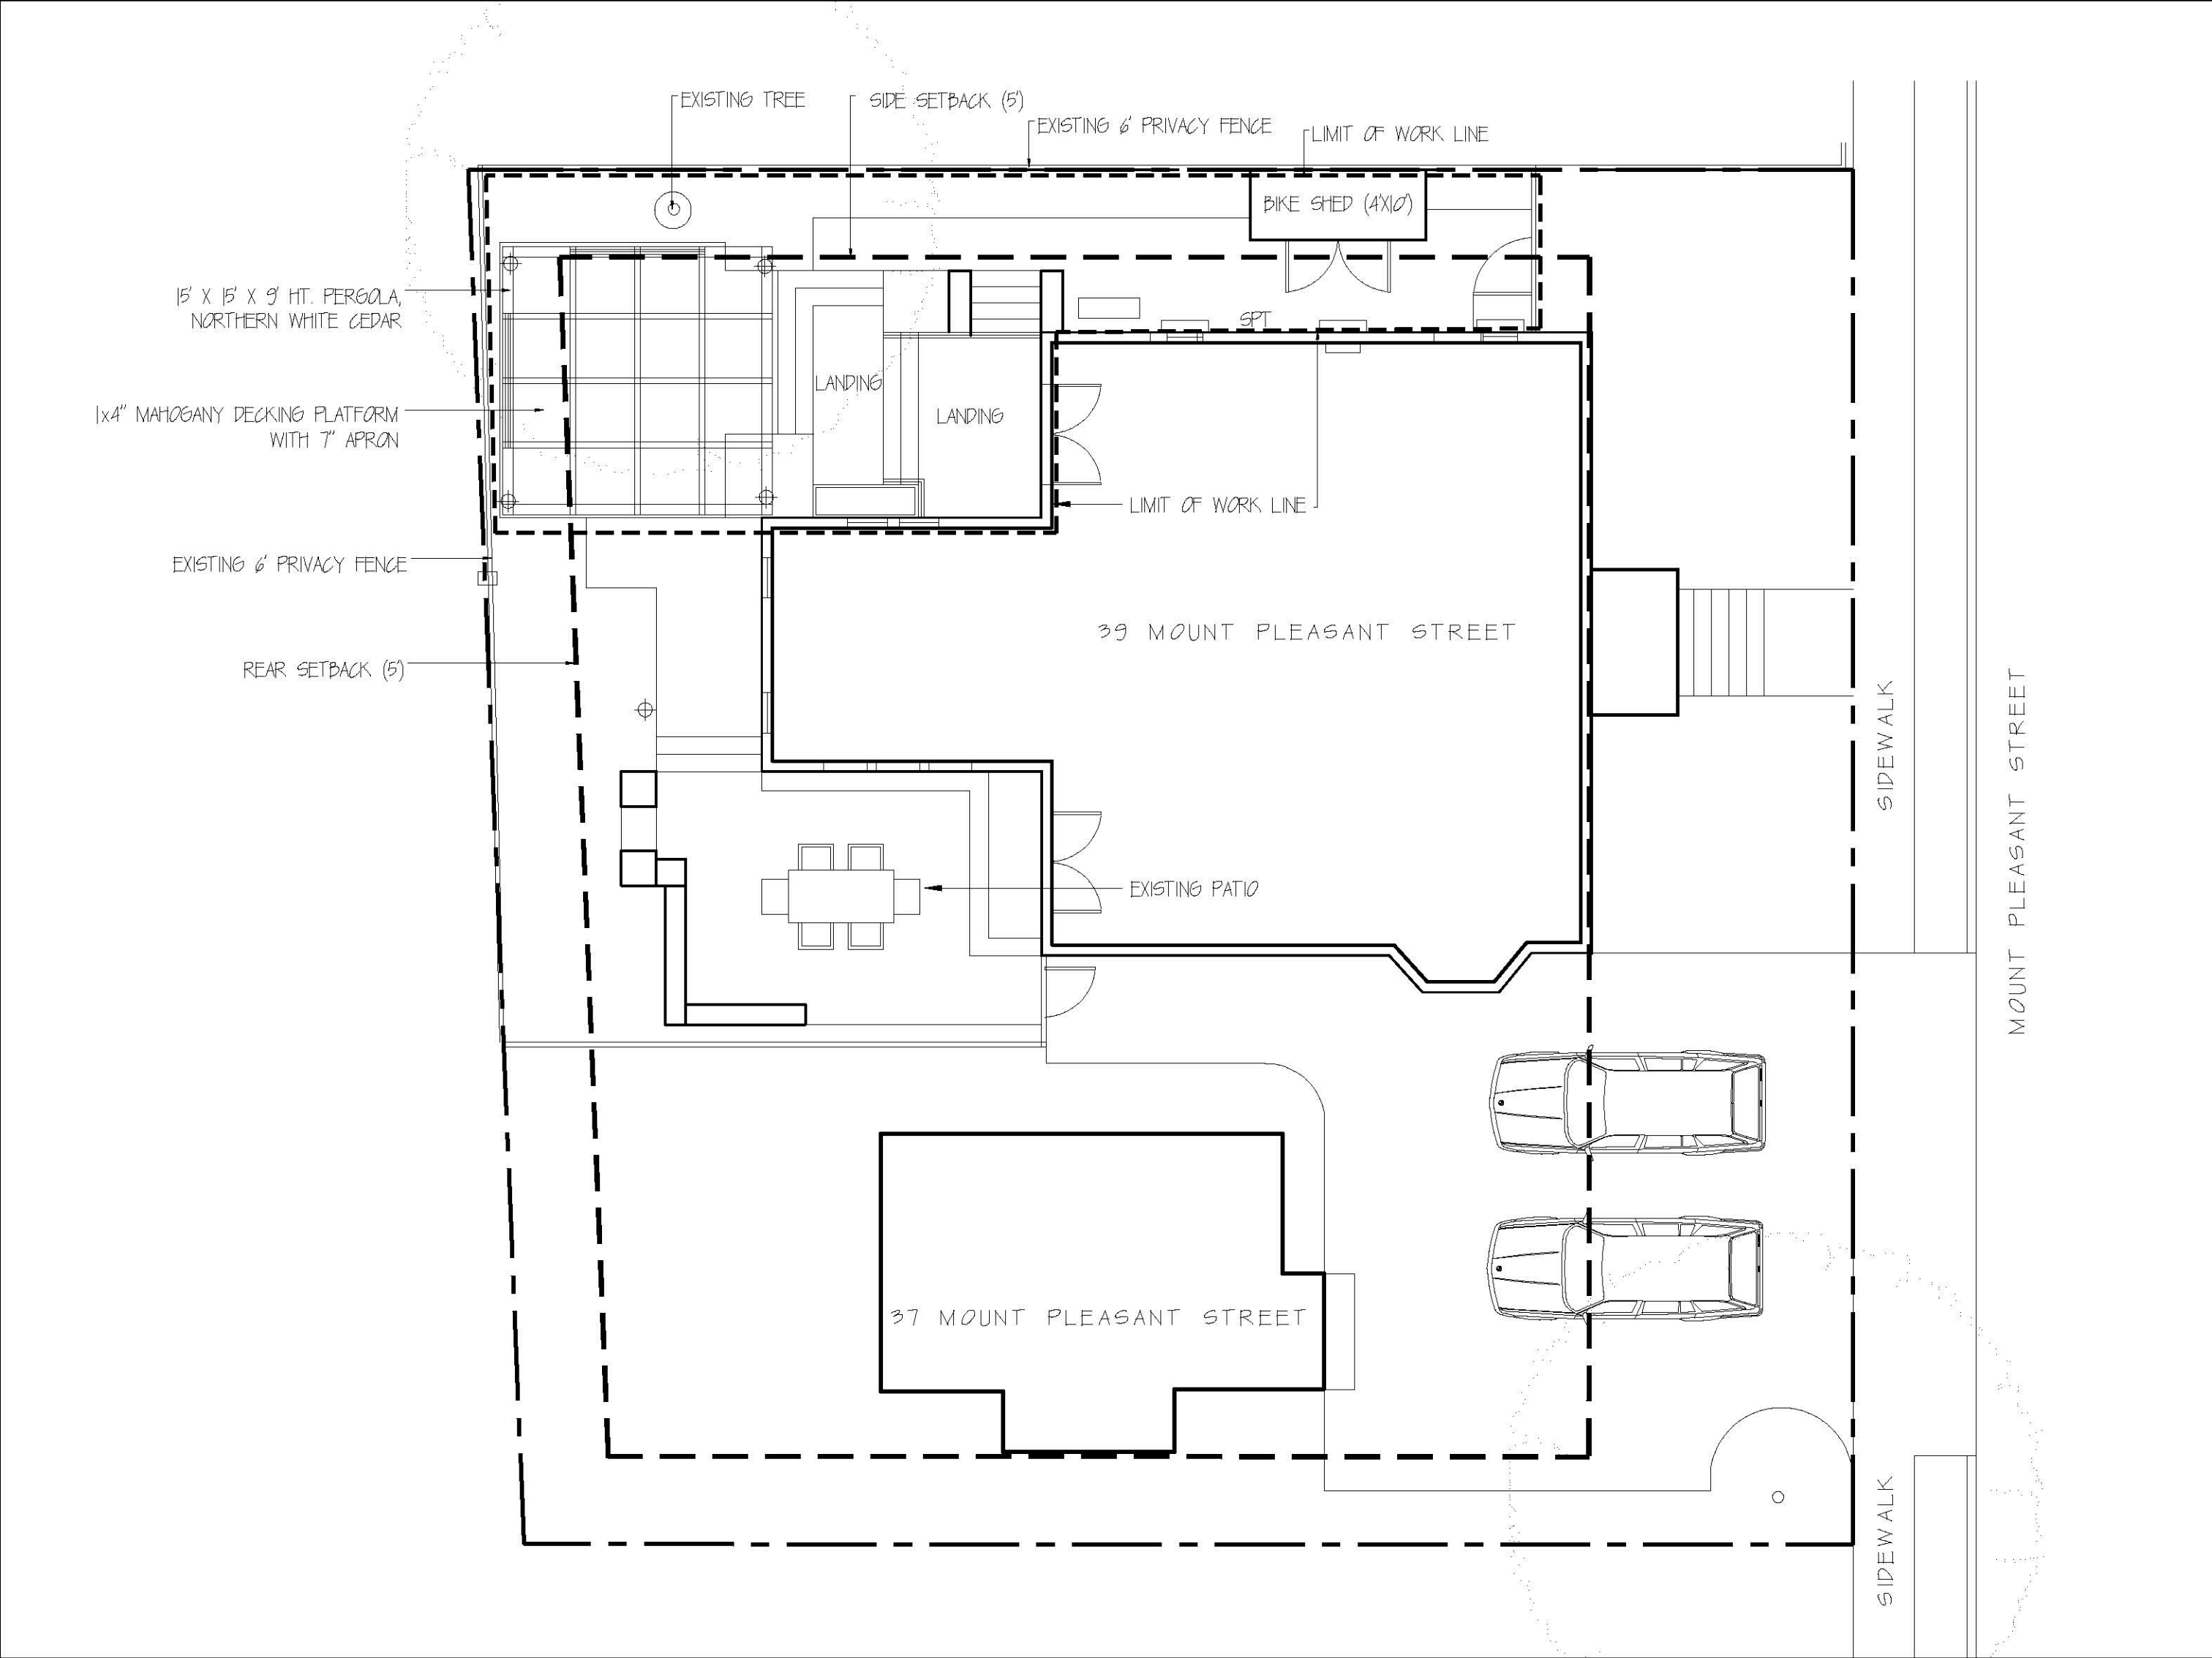 EXISTING TREE
SIDE SETBACK (5')
EXISTING 6' PRIVACY FENCE
LIMIT OF WORK LINE
BIKE SHED (4'X10')
15' X 15' X 9' HT. PERGOLA,
NORTHERN WHITE CEDAR
SPT
LANDING
LANDING
1x4" MAHOGANY DECKING PLATFORM
WITH 7" APRON
LIMIT OF WORK LINE
EXISTING 6' PRIVACY FENCE
39 MOUNT PLEASANT STREET
REAR SETBACK (5')
SIDEWALK
MOUNT PLEASANT STREET
EXISTING PATIO
37 MOUNT PLEASANT STREET
SIDEWALK